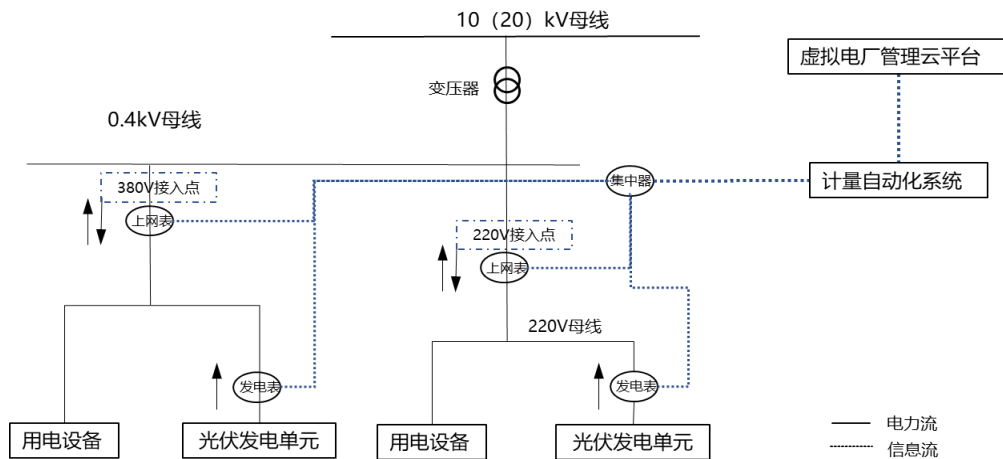 10（20）kV母线
虚拟电厂管理云平台
变压器
0.4kV母线
380V接入点
集中器
计量自动化系统
上网表
220V接入点
上网表
220V母线
发电表
发电表
用电设备
光伏发电单元
用电设备
光伏发电单元
电力流
信息流